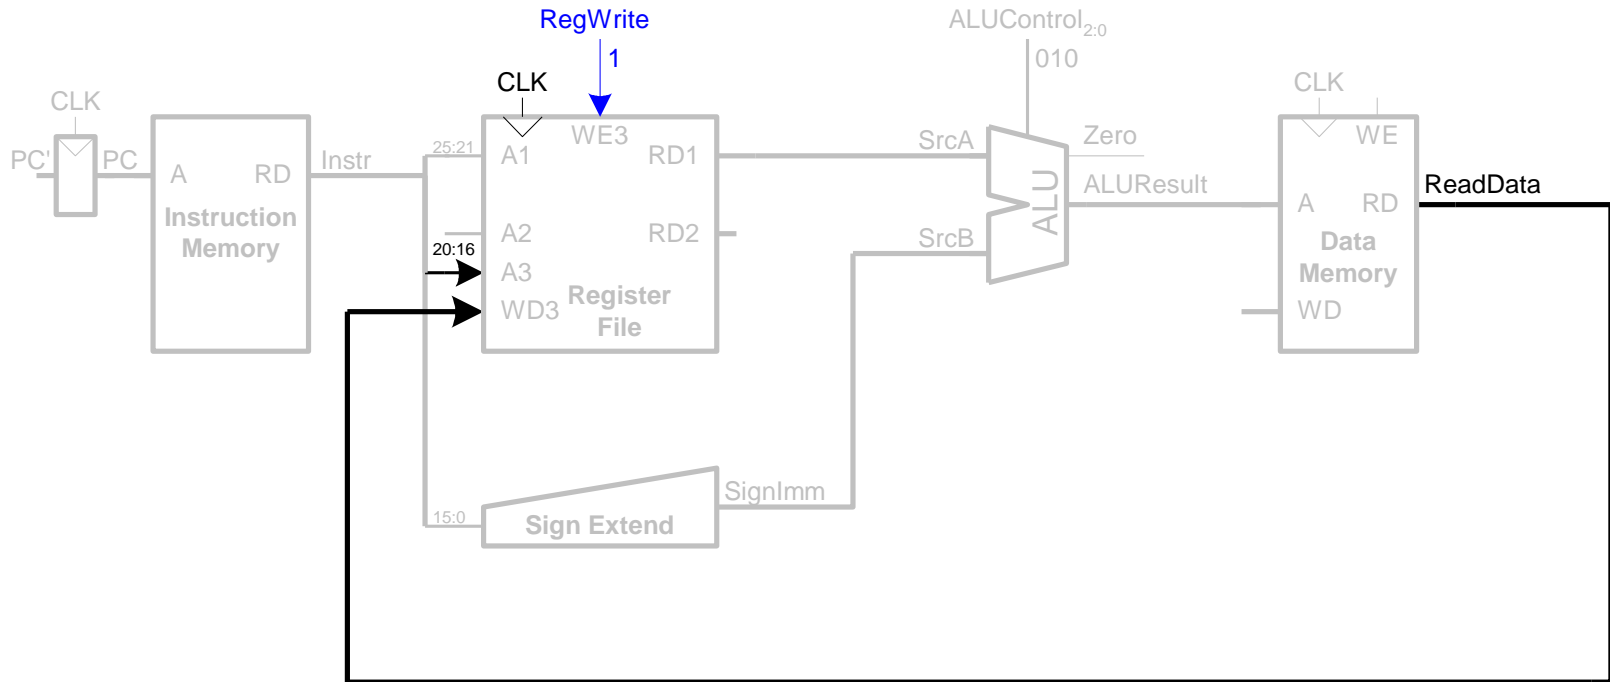 RegWrite
1
ALUControl2:0
010
CLK
CLK
CLK
PC'
PC
A
RD
Instruction
Memory
Instr
25:21
20:16
15:0
A1
A2
A3
WD3
WE3
RD1
RD2
Register
File
Sign Extend
SignImm
SrcA
SrcB
ALU
Zero
ALUResult
WE
A
RD
Data
Memory
WD
ReadData